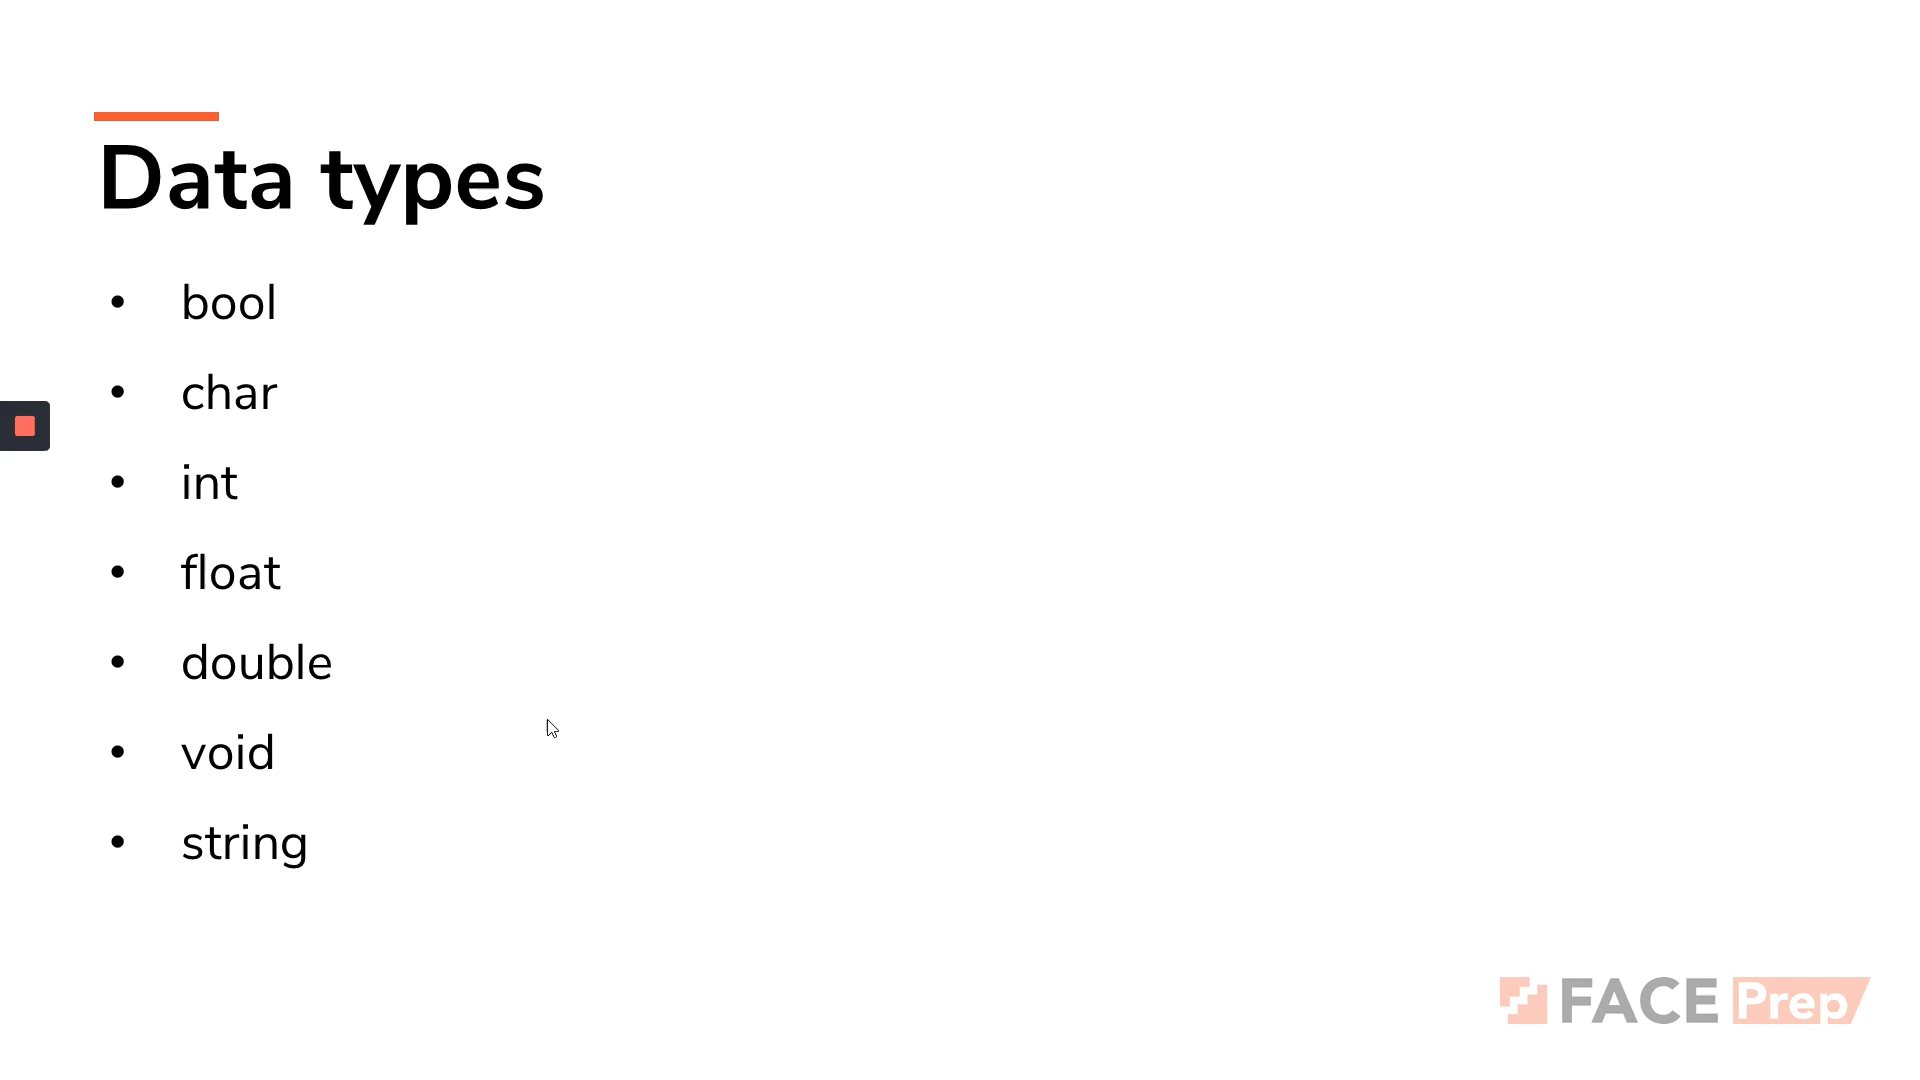 Data types
• bool
• char
• int
• float
• double
• void
• string
FACE Prep